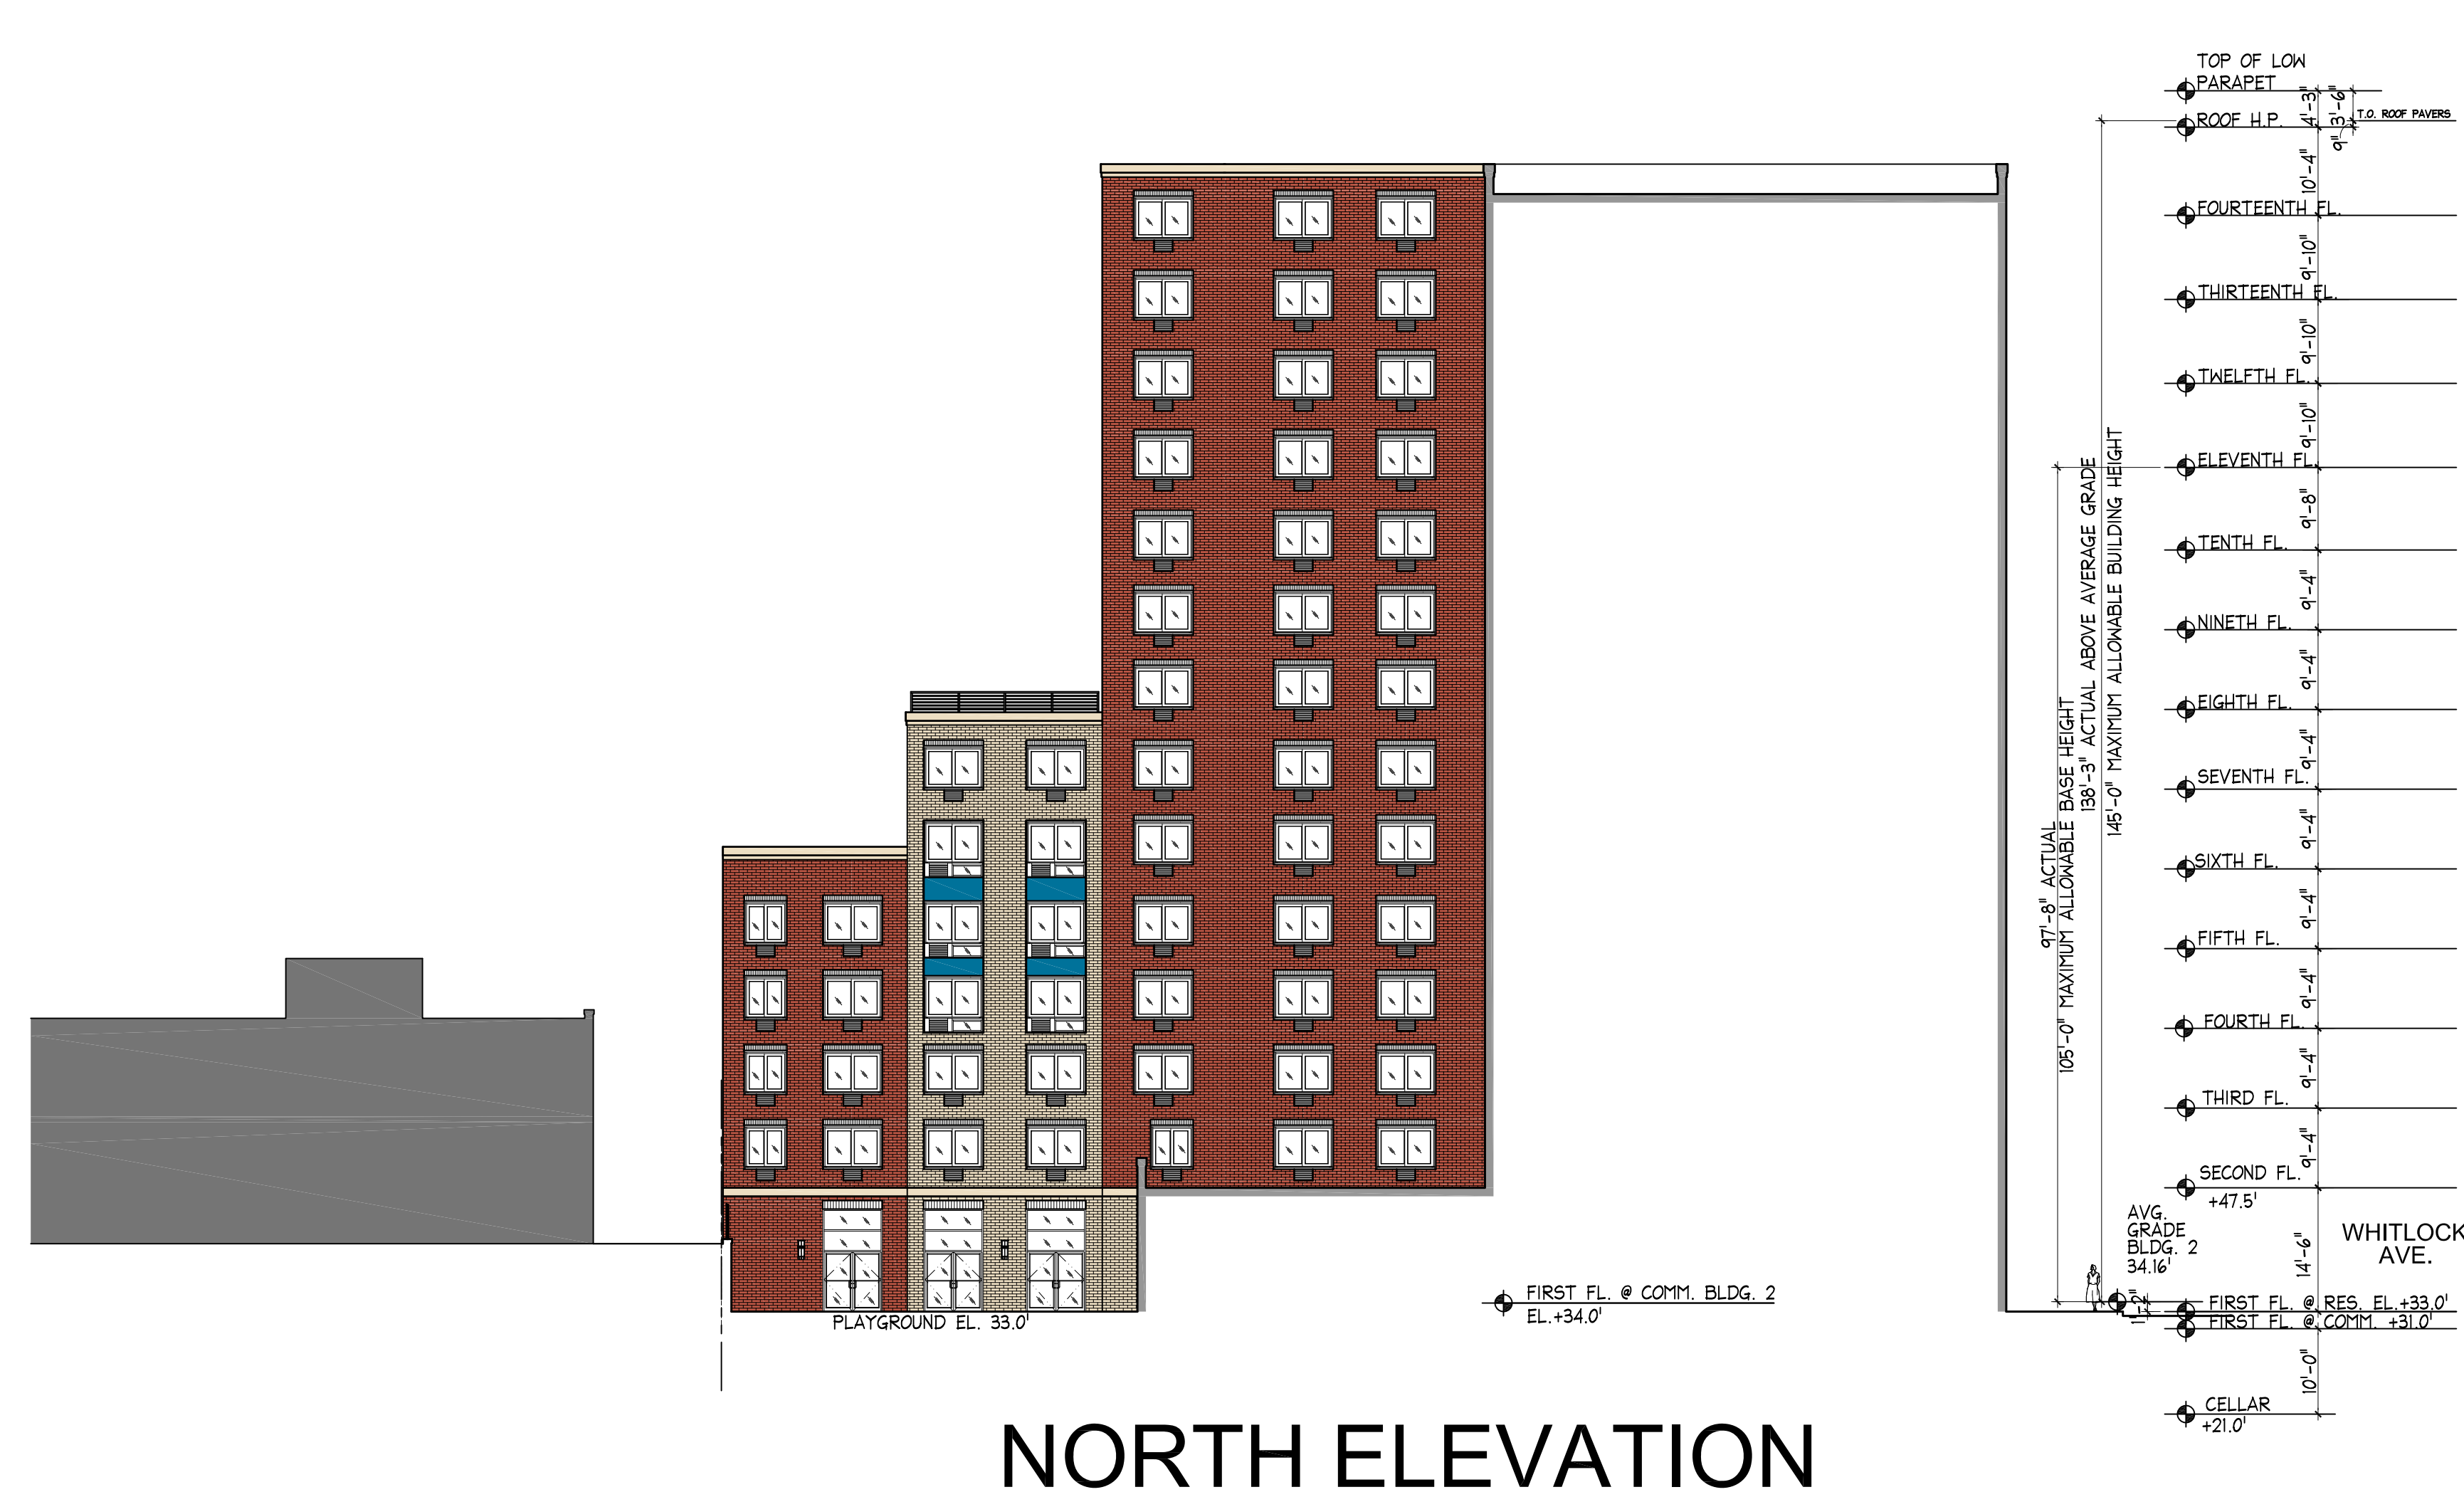 TOP OF LOW
PARAPET
4'-3"
3'-6"
T.O. ROOF PAVERS
ROOF H.P.
9"
10'-4"
FOURTEENTH FL.
9'-10"
THIRTEENTH FL.
9'-10"
TWELFTH FL.
9'-10"
ELEVENTH FL.
9'-8"
TENTH FL.
9'-4"
NINETH FL.
9'-4"
EIGHTH FL.
9'-4"
SEVENTH FL.
9'-4"
SIXTH FL.
9'-4"
FIFTH FL.
9'-4"
FOURTH FL.
9'-4"
THIRD FL.
9'-4"
SECOND FL.
+47.5'
97'-8" ACTUAL
105'-0" MAXIMUM ALLOWABLE BASE HEIGHT
138'-3" ACTUAL ABOVE AVERAGE GRADE
145'-0" MAXIMUM ALLOWABLE BUILDING HEIGHT
AVG.
GRADE
BLDG. 2
34.16'
14'-6"
WHITLOCK
AVE.
1'-2"
FIRST FL. @ RES. EL.+33.0'
FIRST FL. @ COMM. +31.0'
FIRST FL. @ COMM. BLDG. 2
EL.+34.0'
PLAYGROUND EL. 33.0'
10'-0"
CELLAR
+21.0'
NORTH ELEVATION